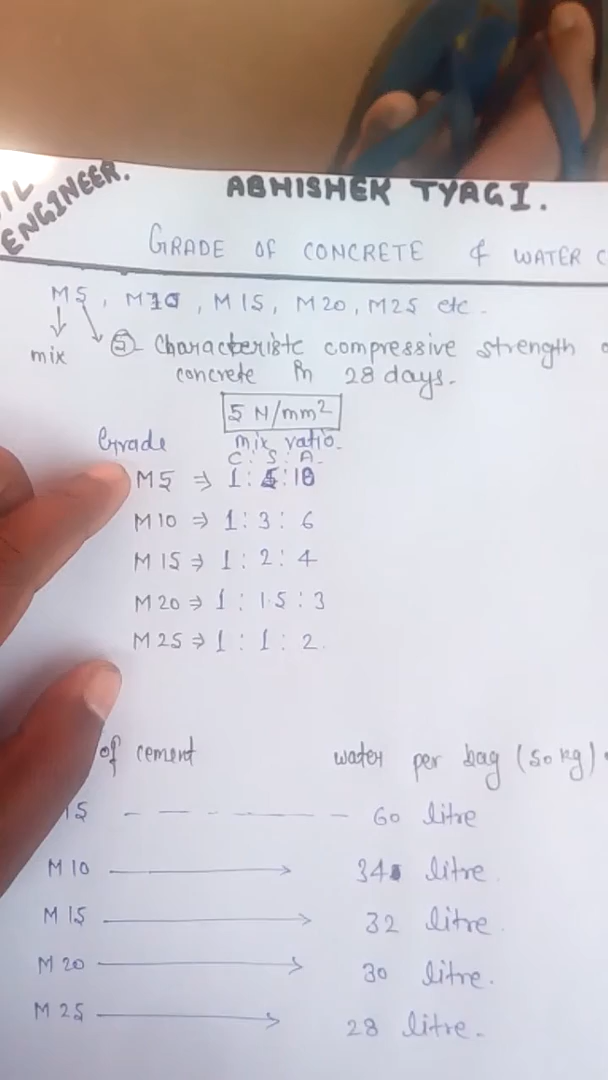 IL
ENGINEER.
ABHISHEK TYAGI.
GRADE OF CONCRETE & WATER C
M5, M10, M15, M20, M25 etc.
mix
5 - Characteristc compressive strength o
concrete in 28 days.
5 N/mm²
Grade mix ratio.
C : S : A.
M5 ⇒ 1 : 5 : 10
M10 ⇒ 1 : 3 : 6
M15 ⇒ 1 : 2 : 4
M20 ⇒ 1 : 1.5 : 3
M25 ⇒ 1 : 1 : 2.
of cement water per bag (50 kg)
5 - - - - 60 litre
M10 → 34 litre.
M15 → 32 litre.
M20 → 30 litre.
M25 → 28 litre.